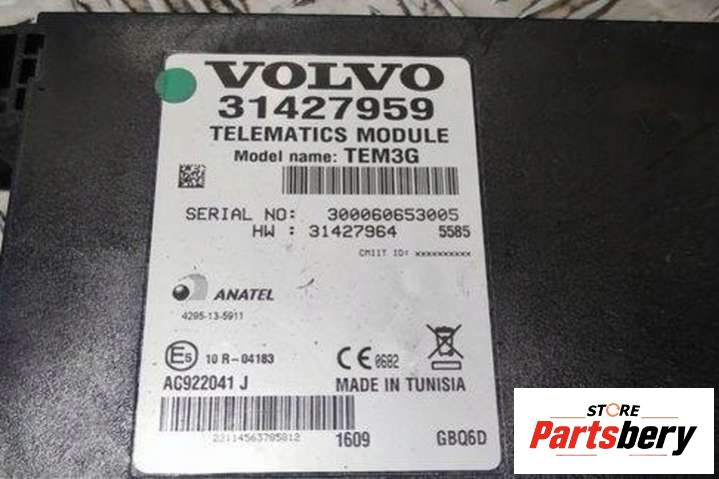 VOLVO
31427959
TELEMATICS MODULE
Model name: TEM3G
SERIAL NO: 300060653005
HW : 31427964 5585
CMIIT ID: xxxxxxxxxx
ANATEL
4295-13-5911
E5 10 R-04183
CE 0682
AC922041 J
MADE IN TUNISIA
22114563785812
1609
GBQ6D
STORE
Partsbery